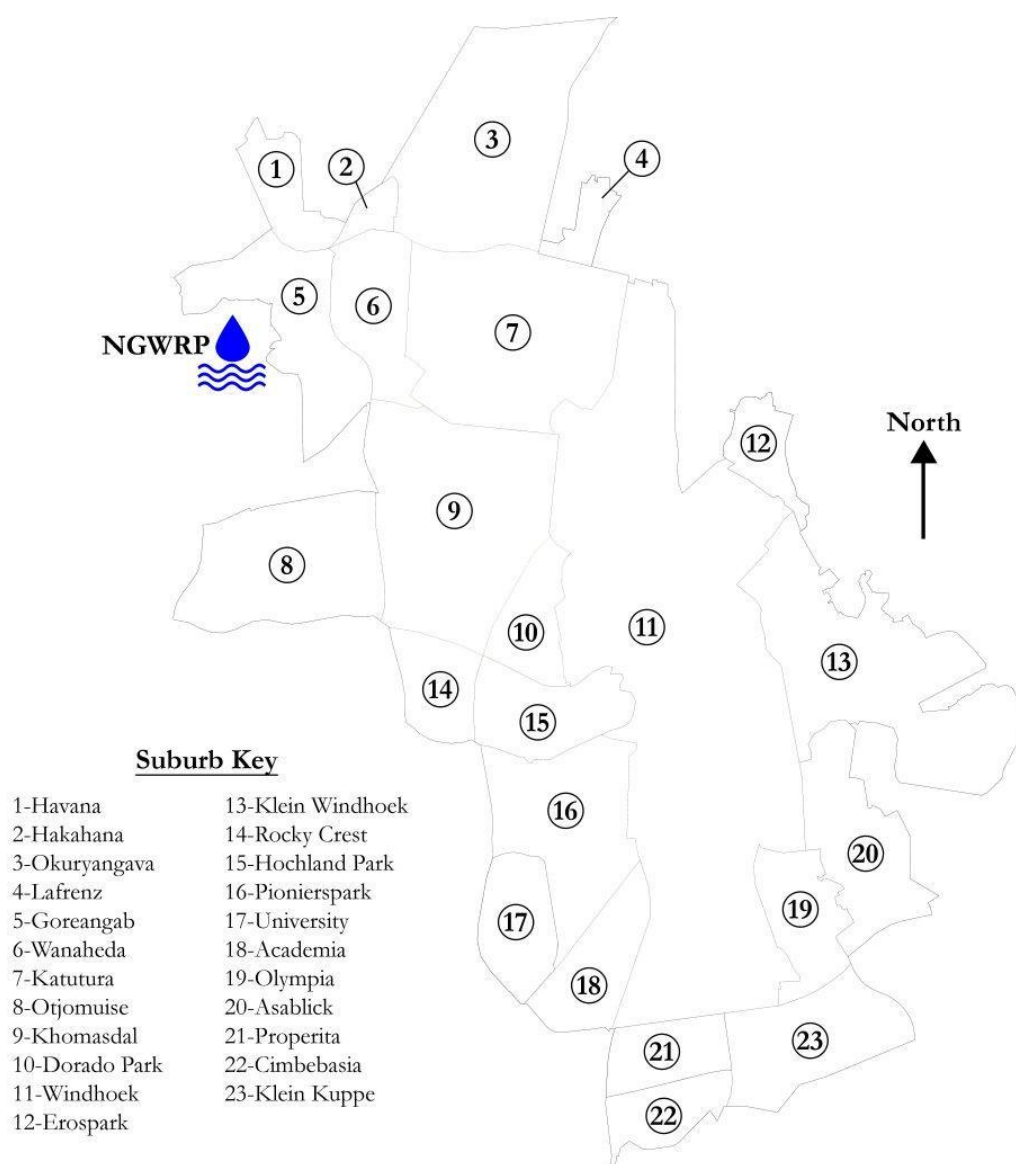 3
4
2
1
5
6
7
NGWRP
North
12
9
8
11
10
13
14
15
Suburb Key
1-Havana
2-Hakahana
3-Okuryangava
4-Lafrenz
5-Goreangab
6-Wanaheda
7-Katutura
8-Otjomuise
9-Khomasdal
10-Dorado Park
11-Windhoek
12-Erospark
13-Klein Windhoek
14-Rocky Crest
15-Hochland Park
16-Pionierspark
17-University
18-Academia
19-Olympia
20-Asablick
21-Properita
22-Cimbebasia
23-Klein Kuppe
16
20
19
17
18
23
21
22